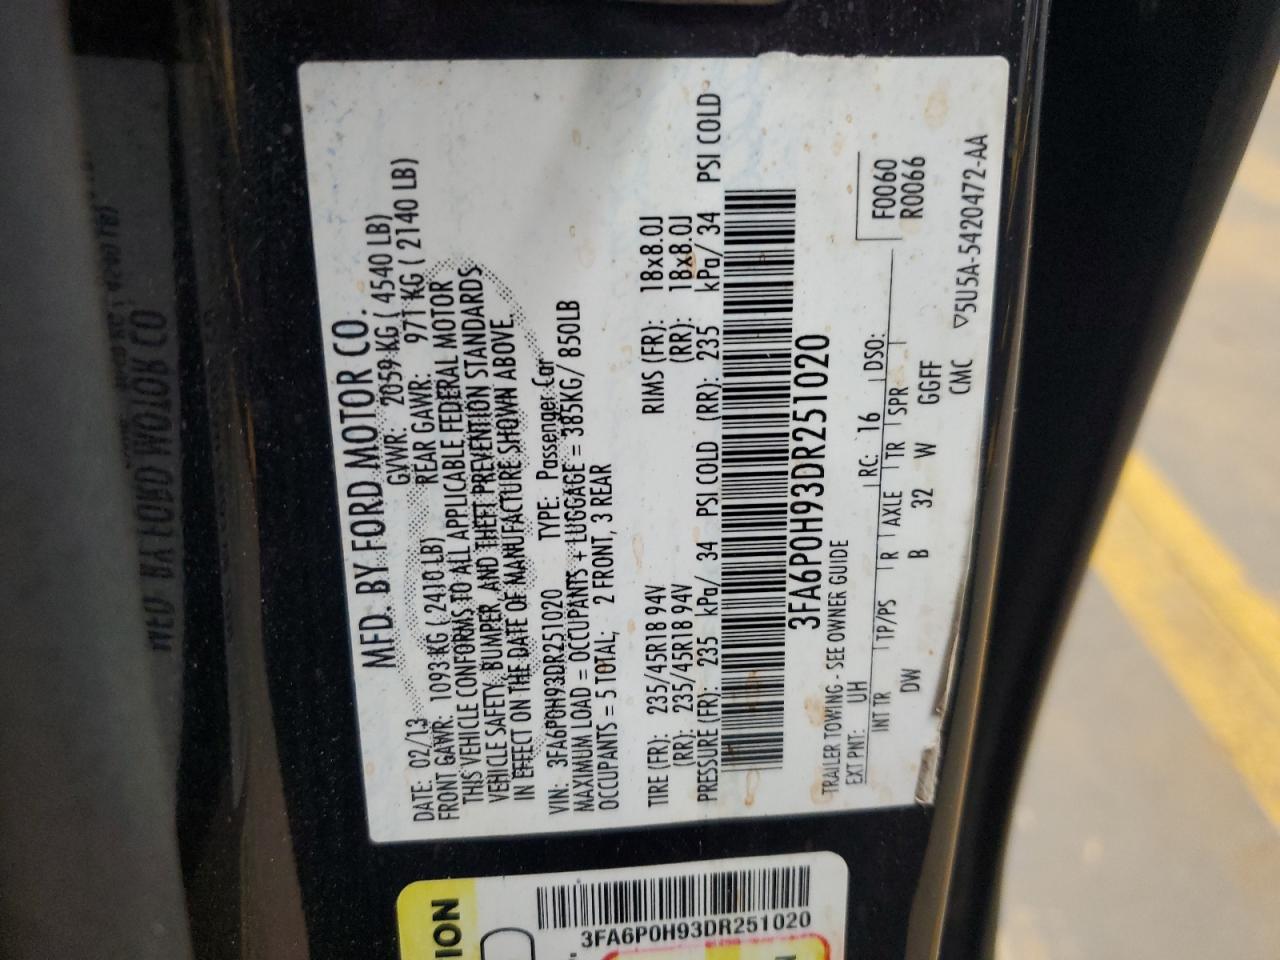 MFD. BY FORD MOTOR CO.
DATE: 02/13 GVWR: 2059 KG ( 4540 LB)
FRONT GAWR: 1093 KG ( 2410 LB) REAR GAWR: 971 KG ( 2140 LB)
THIS VEHICLE CONFORMS TO ALL APPLICABLE FEDERAL MOTOR
VEHICLE SAFETY, BUMPER, AND THEFT PREVENTION STANDARDS
IN EFFECT ON THE DATE OF MANUFACTURE SHOWN ABOVE.
VIN: 3FA6P0H93DR251020 TYPE: Passenger Car
MAXIMUM LOAD = OCCUPANTS + LUGGAGE = 385KG/ 850LB
OCCUPANTS = 5 TOTAL, 2 FRONT, 3 REAR
TIRE (FR): 235/45R18 94V RIMS (FR): 18x8.0J
(RR): 235/45R18 94V (RR): 18x8.0J
PRESSURE (FR): 235 kPa/ 34 PSI COLD (RR): 235 kPa/ 34 PSI COLD
3FA6P0H93DR251020
TRAILER TOWING - SEE OWNER GUIDE
EXT PNT: UH RC: 16 DSO: F0060
R0066
INT TR TP/PS R AXLE TR SPR
DW B 32 W GGFF
CMC ▽5U5A-5420472-AA
ION
3FA6P0H93DR251020
MFD. BY FORD MOTOR CO